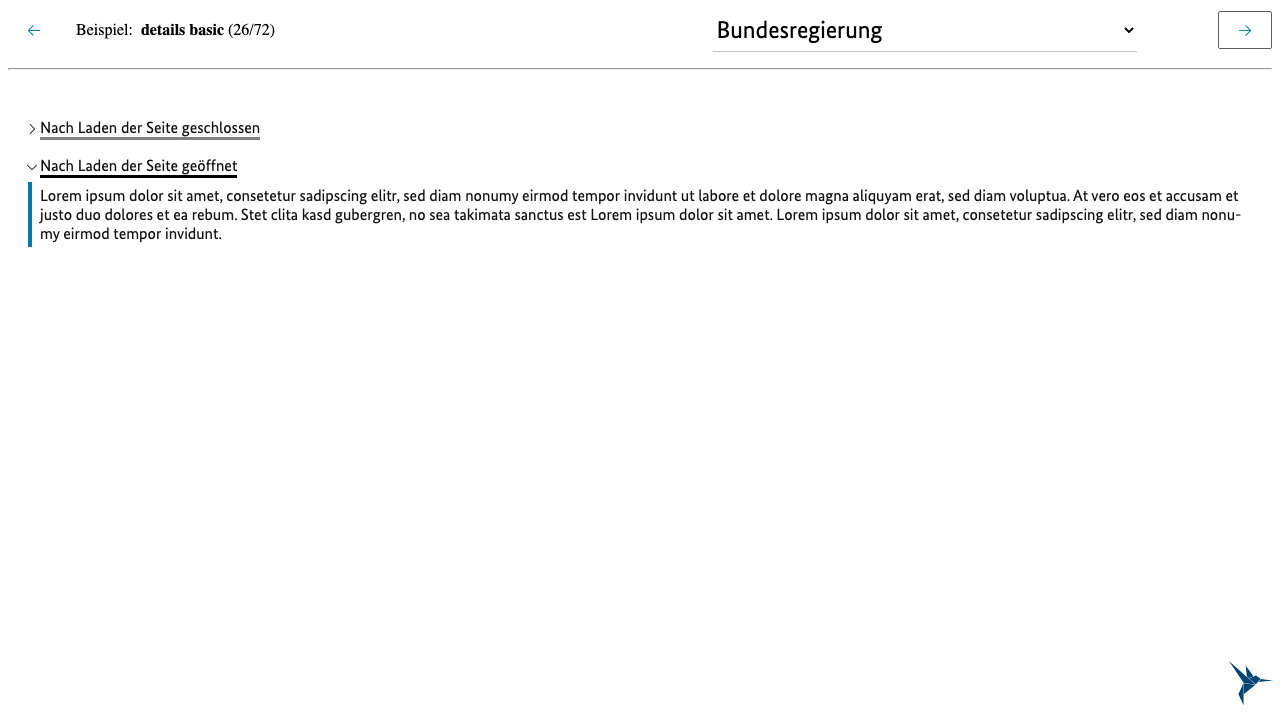 Beispiel: details basic (26/72)
Bundesregierung
Nach Laden der Seite geschlossen
Nach Laden der Seite geöffnet
Lorem ipsum dolor sit amet, consetetur sadipscing elitr, sed diam nonumy eirmod tempor invidunt ut labore et dolore magna aliquyam erat, sed diam voluptua. At vero eos et accusam et
justo duo dolores et ea rebum. Stet clita kasd gubergren, no sea takimata sanctus est Lorem ipsum dolor sit amet. Lorem ipsum dolor sit amet, consetetur sadipscing elitr, sed diam nonu-
my eirmod tempor invidunt.